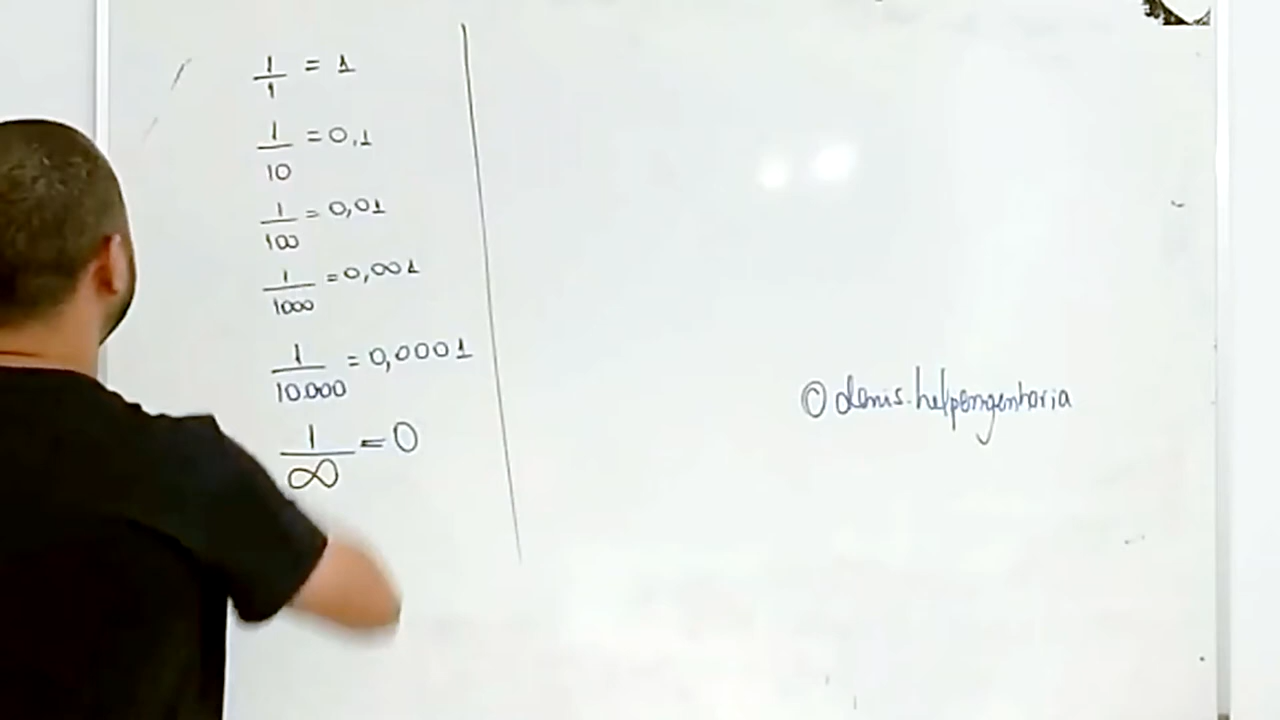 1/1 = 1
1/10 = 0,1
1/100 = 0,01
1/1000 = 0,001
1/10.000 = 0,0001
1/∞ = 0
@denis.helpengenharia